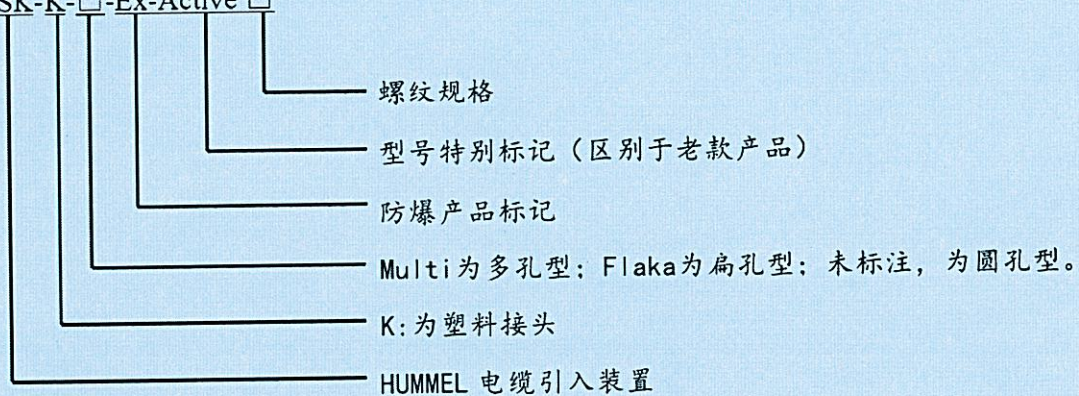 SK-K-□-Ex-Active □
螺纹规格
型号特别标记（区别于老款产品）
防爆产品标记
Multi为多孔型；Flaka为扁孔型；未标注，为圆孔型。
K:为塑料接头
HUMMEL 电缆引入装置